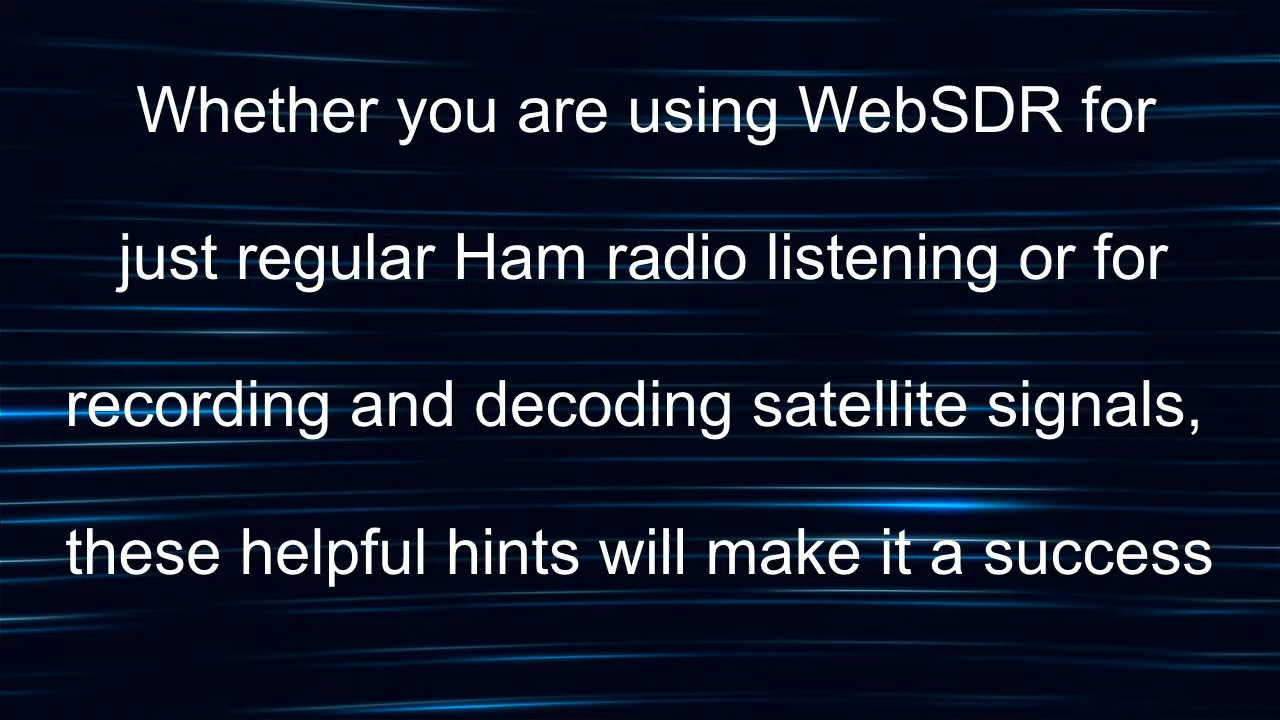 Whether you are using WebSDR for
just regular Ham radio listening or for
recording and decoding satellite signals,
these helpful hints will make it a success